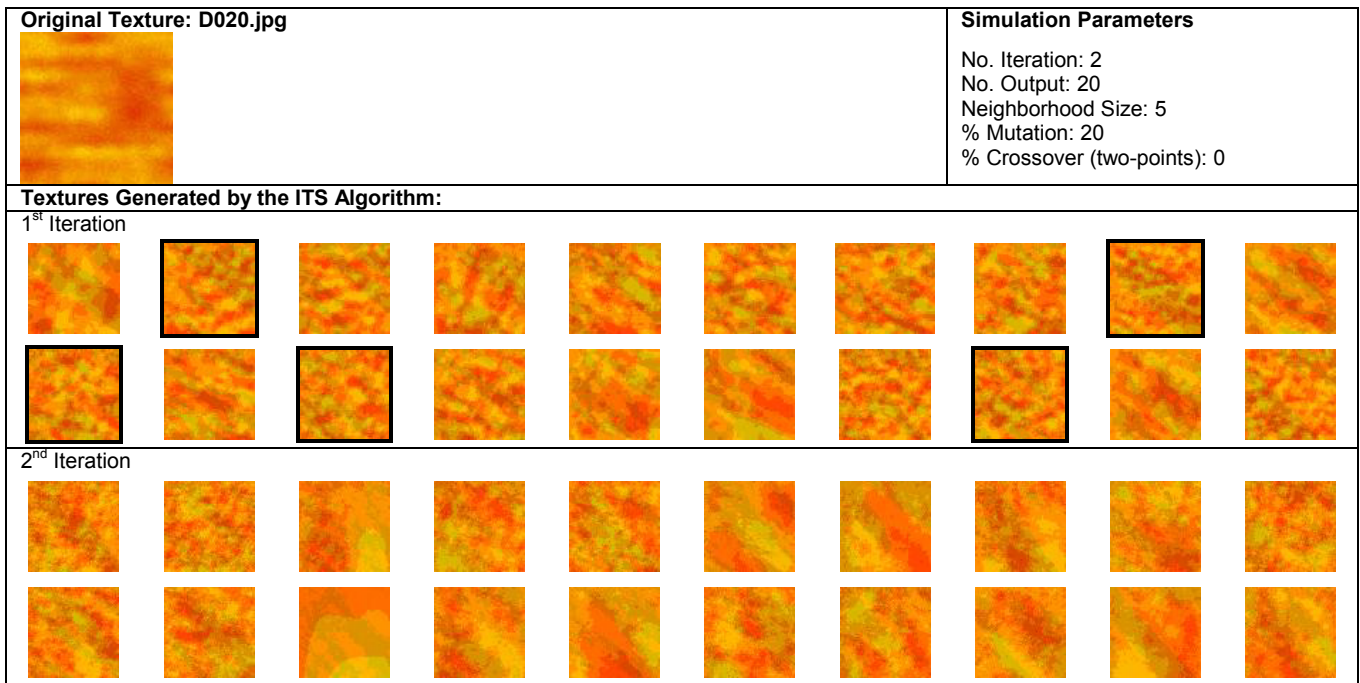 Original Texture: D020.jpg
Simulation Parameters
No. Iteration: 2
No. Output: 20
Neighborhood Size: 5
% Mutation: 20
% Crossover (two-points): 0
Textures Generated by the ITS Algorithm:
1st Iteration
2nd Iteration